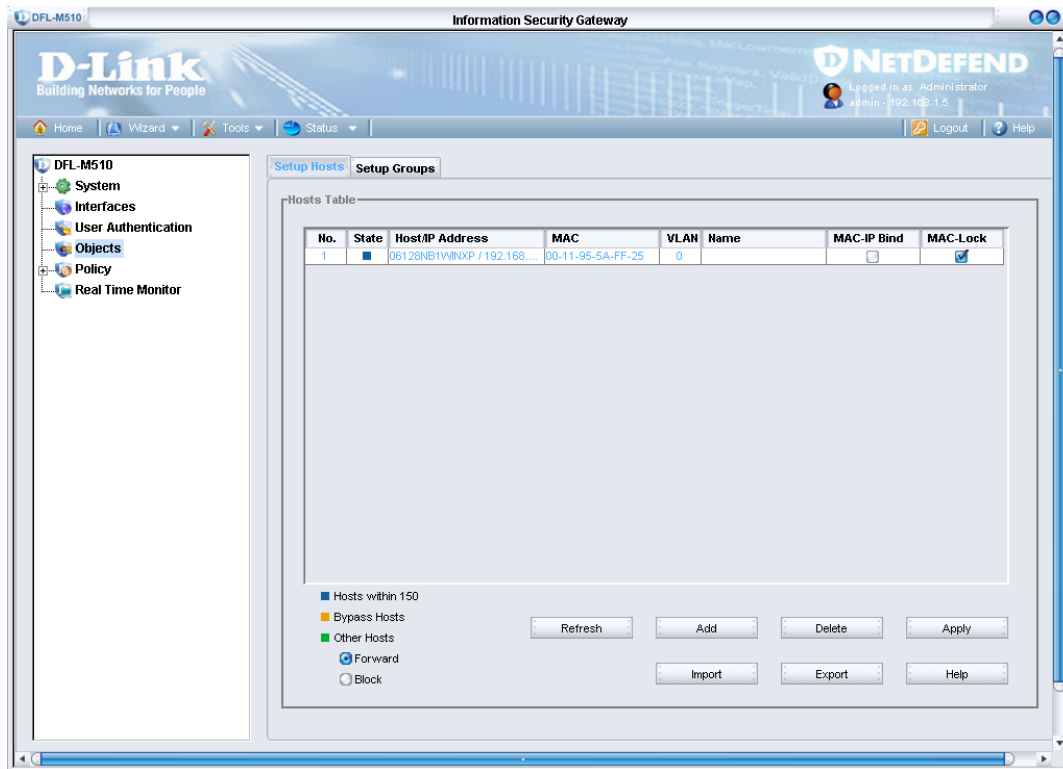 DFL-M510
Information Security Gateway
D-Link
Building Networks for People
NETDEFEND
Logged in as Administrator
admin - 192.168.1.5
Home Wizard Tools Status Logout Help
DFL-M510
System
Interfaces
User Authentication
Objects
Policy
Real Time Monitor
Setup Hosts Setup Groups
Hosts Table
No. State Host/IP Address MAC VLAN Name MAC-IP Bind MAC-Lock
1 06128NB1WINXP / 192.168.... 00-11-95-5A-FF-25 0
Hosts within 150
Bypass Hosts
Other Hosts
Forward
Block
Refresh Add Delete Apply
Import Export Help